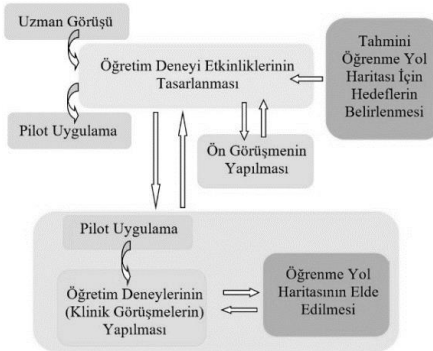 Uzman Görüşü
Öğretim Deneyi Etkinliklerinin
Tasarlanması
Tahmini
Öğrenme Yol
Haritası İçin
Hedeflerin
Belirlenmesi
Pilot Uygulama
Ön Görüşmenin
Yapılması
Pilot Uygulama
Öğretim Deneylerinin
(Klinik Görüşmelerin)
Yapılması
Öğrenme Yol
Haritasının Elde
Edilmesi